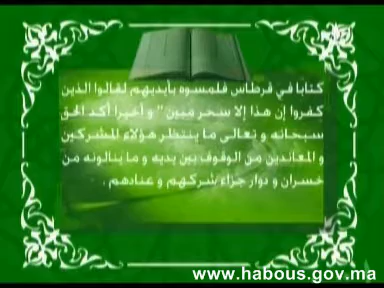 كتابا في قرطاس فلمسوه بأيديهم لقالوا الذين
كفروا إن هذا إلا سحر مبين" و أخيرا أكد الحق
سبحانه و تعالى ما ينتظر هؤلاء المشركين
و المعاندين من الوقوف بين يديه و ما ينالونه من
خسران و دوار جزاء شركهم و عنادهم .
www.habous.gov.ma